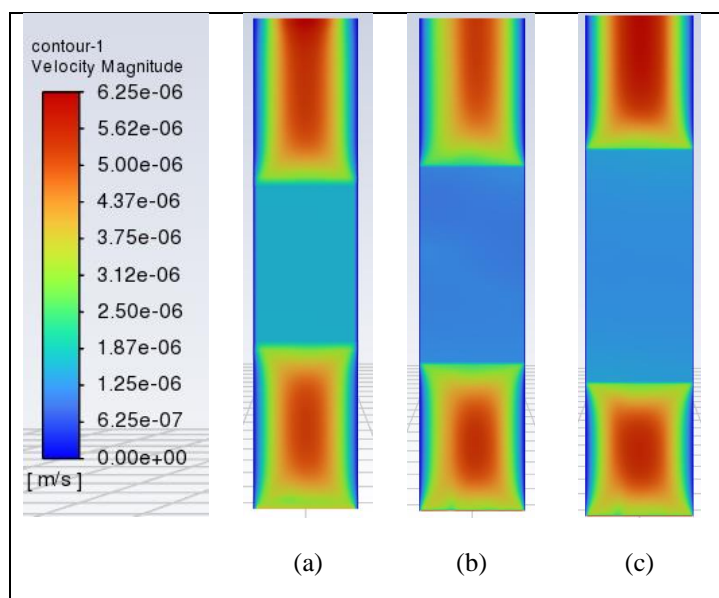 contour-1
Velocity Magnitude
6.25e-06
5.62e-06
5.00e-06
4.37e-06
3.75e-06
3.12e-06
2.50e-06
1.87e-06
1.25e-06
6.25e-07
0.00e+00
[ m/s ]
(a) (b) (c)